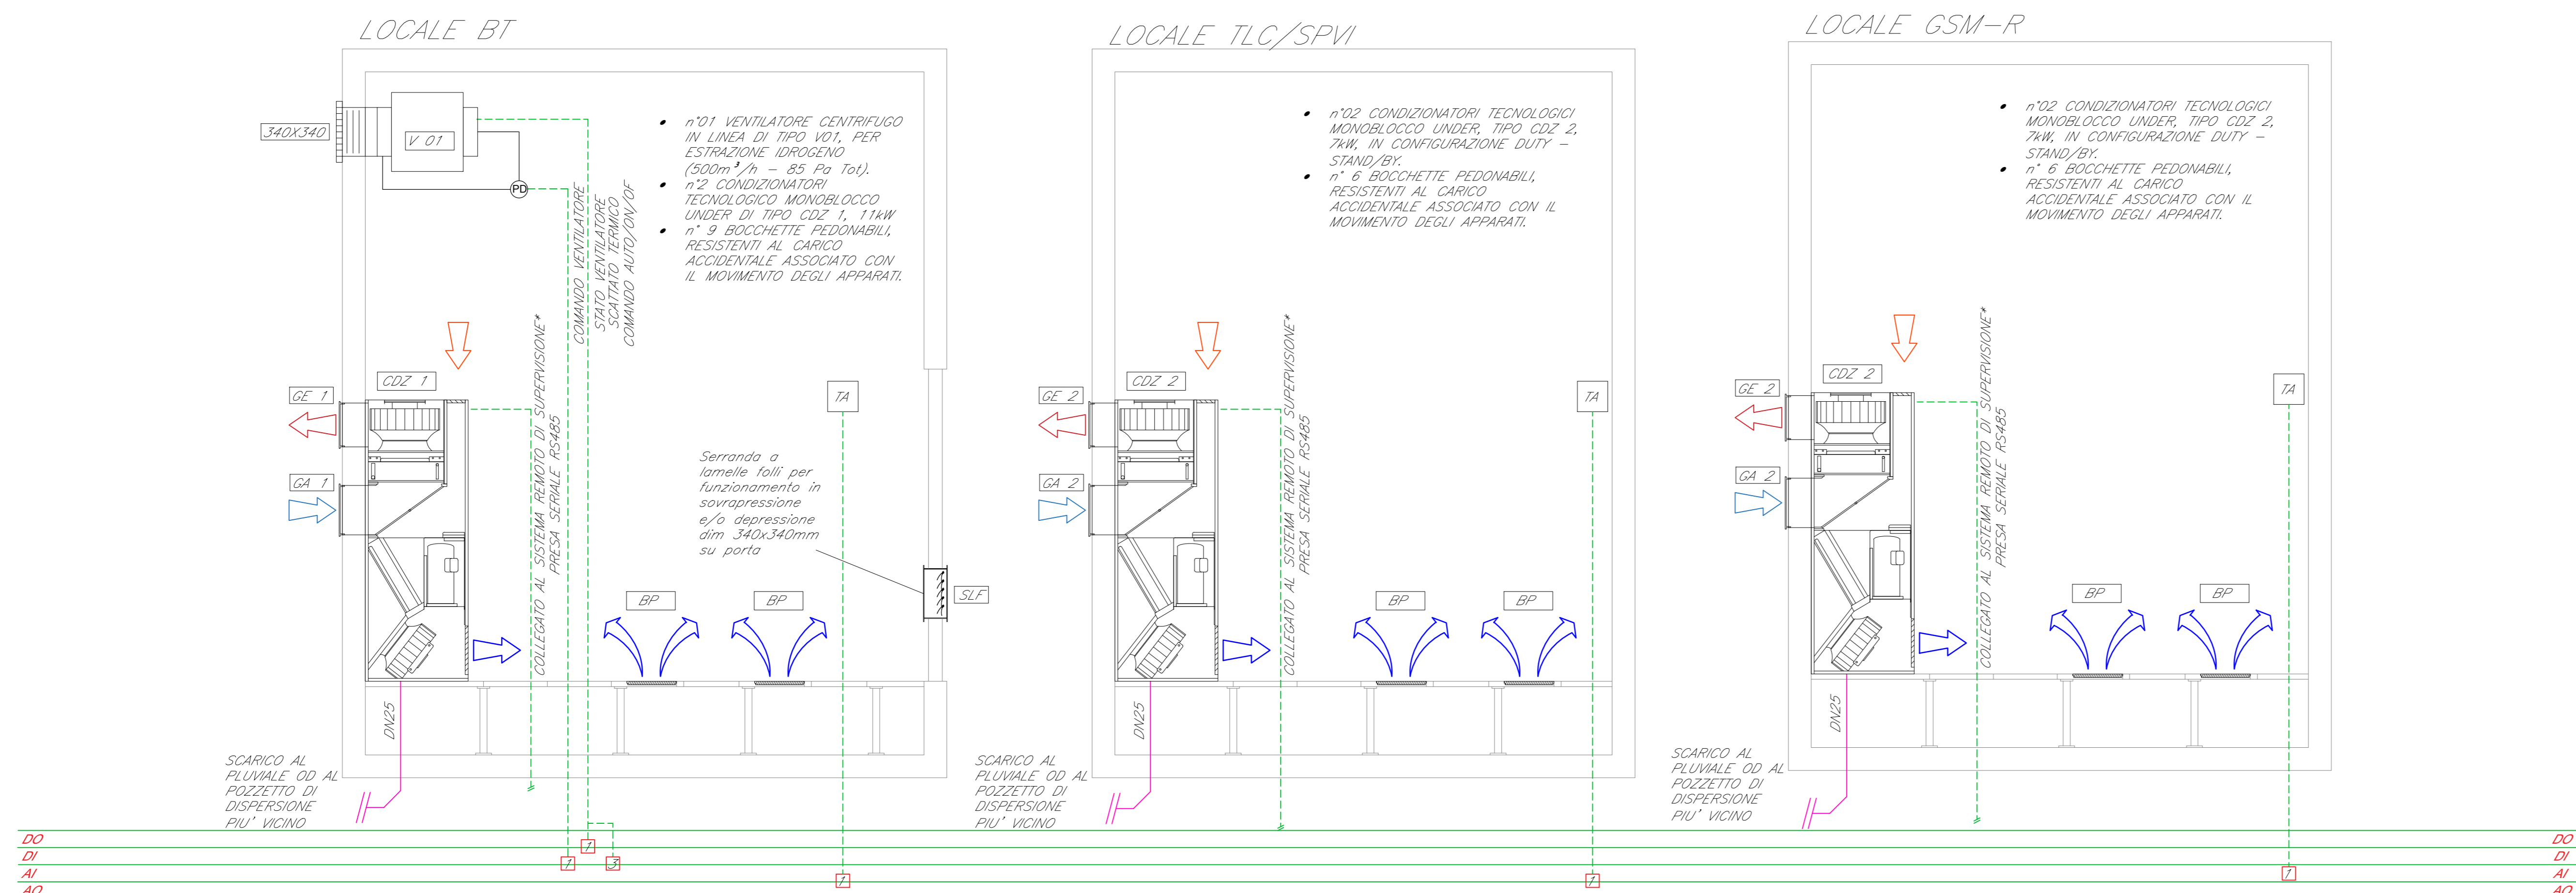 LOCALE BT
340X340
V 01
PD
• n°01 VENTILATORE CENTRIFUGO
IN LINEA DI TIPO V01, PER
ESTRAZIONE IDROGENO
(500m³/h – 85 Pa Tot).
• n°2 CONDIZIONATORI
TECNOLOGICO MONOBLOCCO
UNDER DI TIPO CDZ 1, 11kW
• n° 9 BOCCHETTE PEDONABILI,
RESISTENTI AL CARICO
ACCIDENTALE ASSOCIATO CON
IL MOVIMENTO DEGLI APPARATI.
COMANDO VENTILATORE
STATO VENTILATORE
SCATTATO TERMICO
COMANDO AUTO/ON/OF
COLLEGATO AL SISTEMA REMOTO DI SUPERVISIONE*
PRESA SERIALE RS485
CDZ 1
GE 1
GA 1
TA
Serranda a
lamelle folli per
funzionamento in
sovrapressione
e/o depressione
dim 340x340mm
su porta
SLF
BP
BP
DN25
SCARICO AL
PLUVIALE OD AL
POZZETTO DI
DISPERSIONE
PIU' VICINO
LOCALE TLC/SPVI
• n°02 CONDIZIONATORI TECNOLOGICI
MONOBLOCCO UNDER, TIPO CDZ 2,
7kW, IN CONFIGURAZIONE DUTY –
STAND/BY.
• n° 6 BOCCHETTE PEDONABILI,
RESISTENTI AL CARICO
ACCIDENTALE ASSOCIATO CON IL
MOVIMENTO DEGLI APPARATI.
COLLEGATO AL SISTEMA REMOTO DI SUPERVISIONE*
PRESA SERIALE RS485
CDZ 2
GE 2
GA 2
TA
BP
BP
DN25
SCARICO AL
PLUVIALE OD AL
POZZETTO DI
DISPERSIONE
PIU' VICINO
LOCALE GSM–R
• n°02 CONDIZIONATORI TECNOLOGICI
MONOBLOCCO UNDER, TIPO CDZ 2,
7kW, IN CONFIGURAZIONE DUTY –
STAND/BY.
• n° 6 BOCCHETTE PEDONABILI,
RESISTENTI AL CARICO
ACCIDENTALE ASSOCIATO CON IL
MOVIMENTO DEGLI APPARATI.
COLLEGATO AL SISTEMA REMOTO DI SUPERVISIONE*
PRESA SERIALE RS485
CDZ 2
GE 2
GA 2
TA
BP
BP
DN25
SCARICO AL
PLUVIALE OD AL
POZZETTO DI
DISPERSIONE
PIU' VICINO
DO DO
1
DI 1 3 DI
AI 1 1 1 AI
AO AO